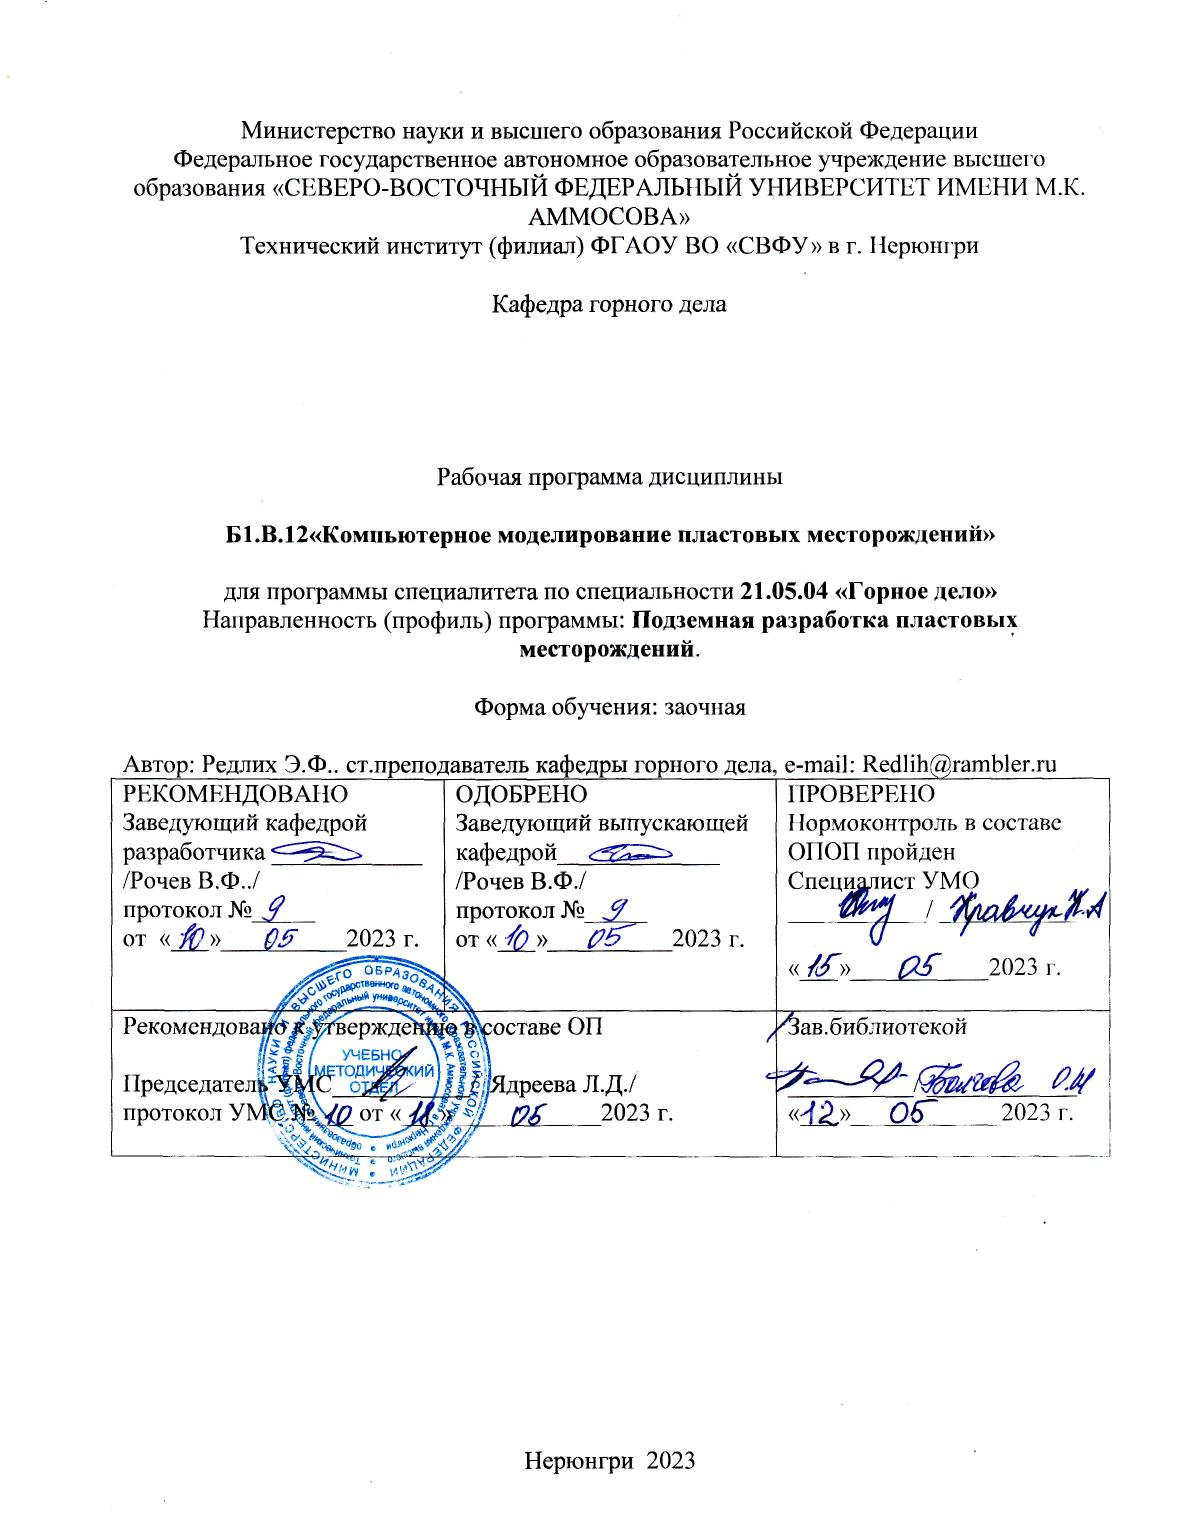 Министерство науки и высшего образования Российской Федерации
Федеральное государственное автономное образовательное учреждение высшего
образования «СЕВЕРО-ВОСТОЧНЫЙ ФЕДЕРАЛЬНЫЙ УНИВЕРСИТЕТ ИМЕНИ М.К.
АММОСОВА»
Технический институт (филиал) ФГАОУ ВО «СВФУ» в г. Нерюнгри
Кафедра горного дела
Рабочая программа дисциплины
Б1.В.12«Компьютерное моделирование пластовых месторождений»
для программы специалитета по специальности 21.05.04 «Горное дело»
Направленность (профиль) программы: Подземная разработка пластовых
месторождений.
Форма обучения: заочная
Автор: Редлих Э.Ф.. ст.преподаватель кафедры горного дела, e-mail: Redlih@rambler.ru
РЕКОМЕНДОВАНО
Заведующий кафедрой
разработчика
/Рочев В.Ф../
протокол № 9
от «10» 05 2023 г.
ОДОБРЕНО
Заведующий выпускающей
кафедрой
/Рочев В.Ф./
протокол № 9
от «10» 05 2023 г.
ПРОВЕРЕНО
Нормоконтроль в составе
ОПОП пройден
Специалист УМО
/ Кравчук К.А
«15» 05 2023 г.
Рекомендовано к утверждению в составе ОП
Председатель УМС Ядреева Л.Д./
протокол УМС № 10 от «18» 05 2023 г.
УЧЕБНО-
МЕТОДИЧЕСКИЙ
ОТДЕЛ
Зав.библиотекой
/
«12» 05 2023 г.
Нерюнгри 2023